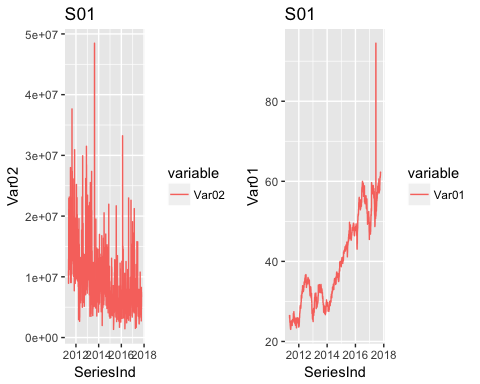 S01
5e+07
4e+07
3e+07
2e+07
1e+07
0e+00
Var02
2012 2014 2016 2018
SeriesInd
variable
Var02
S01
80
60
40
20
Var01
2012 2014 2016 2018
SeriesInd
variable
Var01